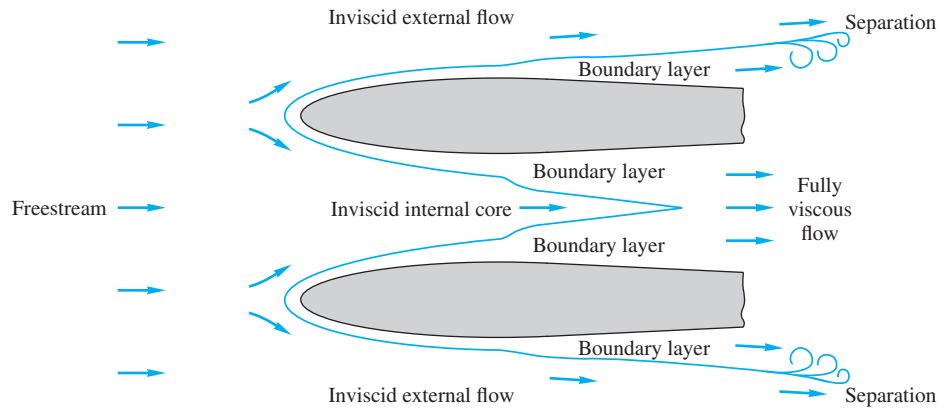 Inviscid external flow
Separation
Boundary layer
Boundary layer
Freestream
Inviscid internal core
Fully
viscous
flow
Boundary layer
Boundary layer
Inviscid external flow
Separation